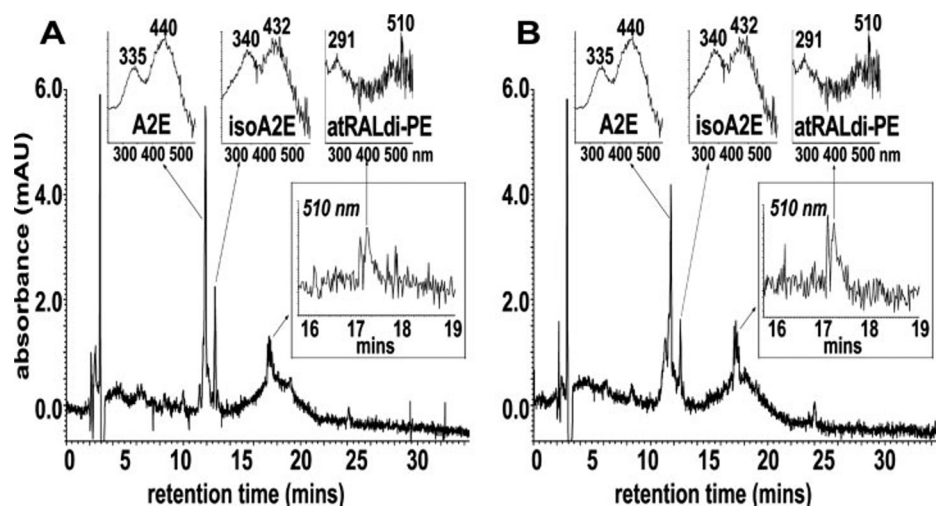 A
335
440
A2E
300 400 500
340
432
isoA2E
300 400 500
291
510
atRALdi-PE
300 400 500 nm
510 nm
16 17 18 19
mins
absorbance (mAU)
6.0
4.0
2.0
0.0
0 5 10 15 20 25 30
retention time (mins)
B
335
440
A2E
300 400 500
340
432
isoA2E
300 400 500
291
510
atRALdi-PE
300 400 500 nm
510 nm
16 17 18 19
mins
6.0
4.0
2.0
0.0
0 5 10 15 20 25 30
retention time (mins)